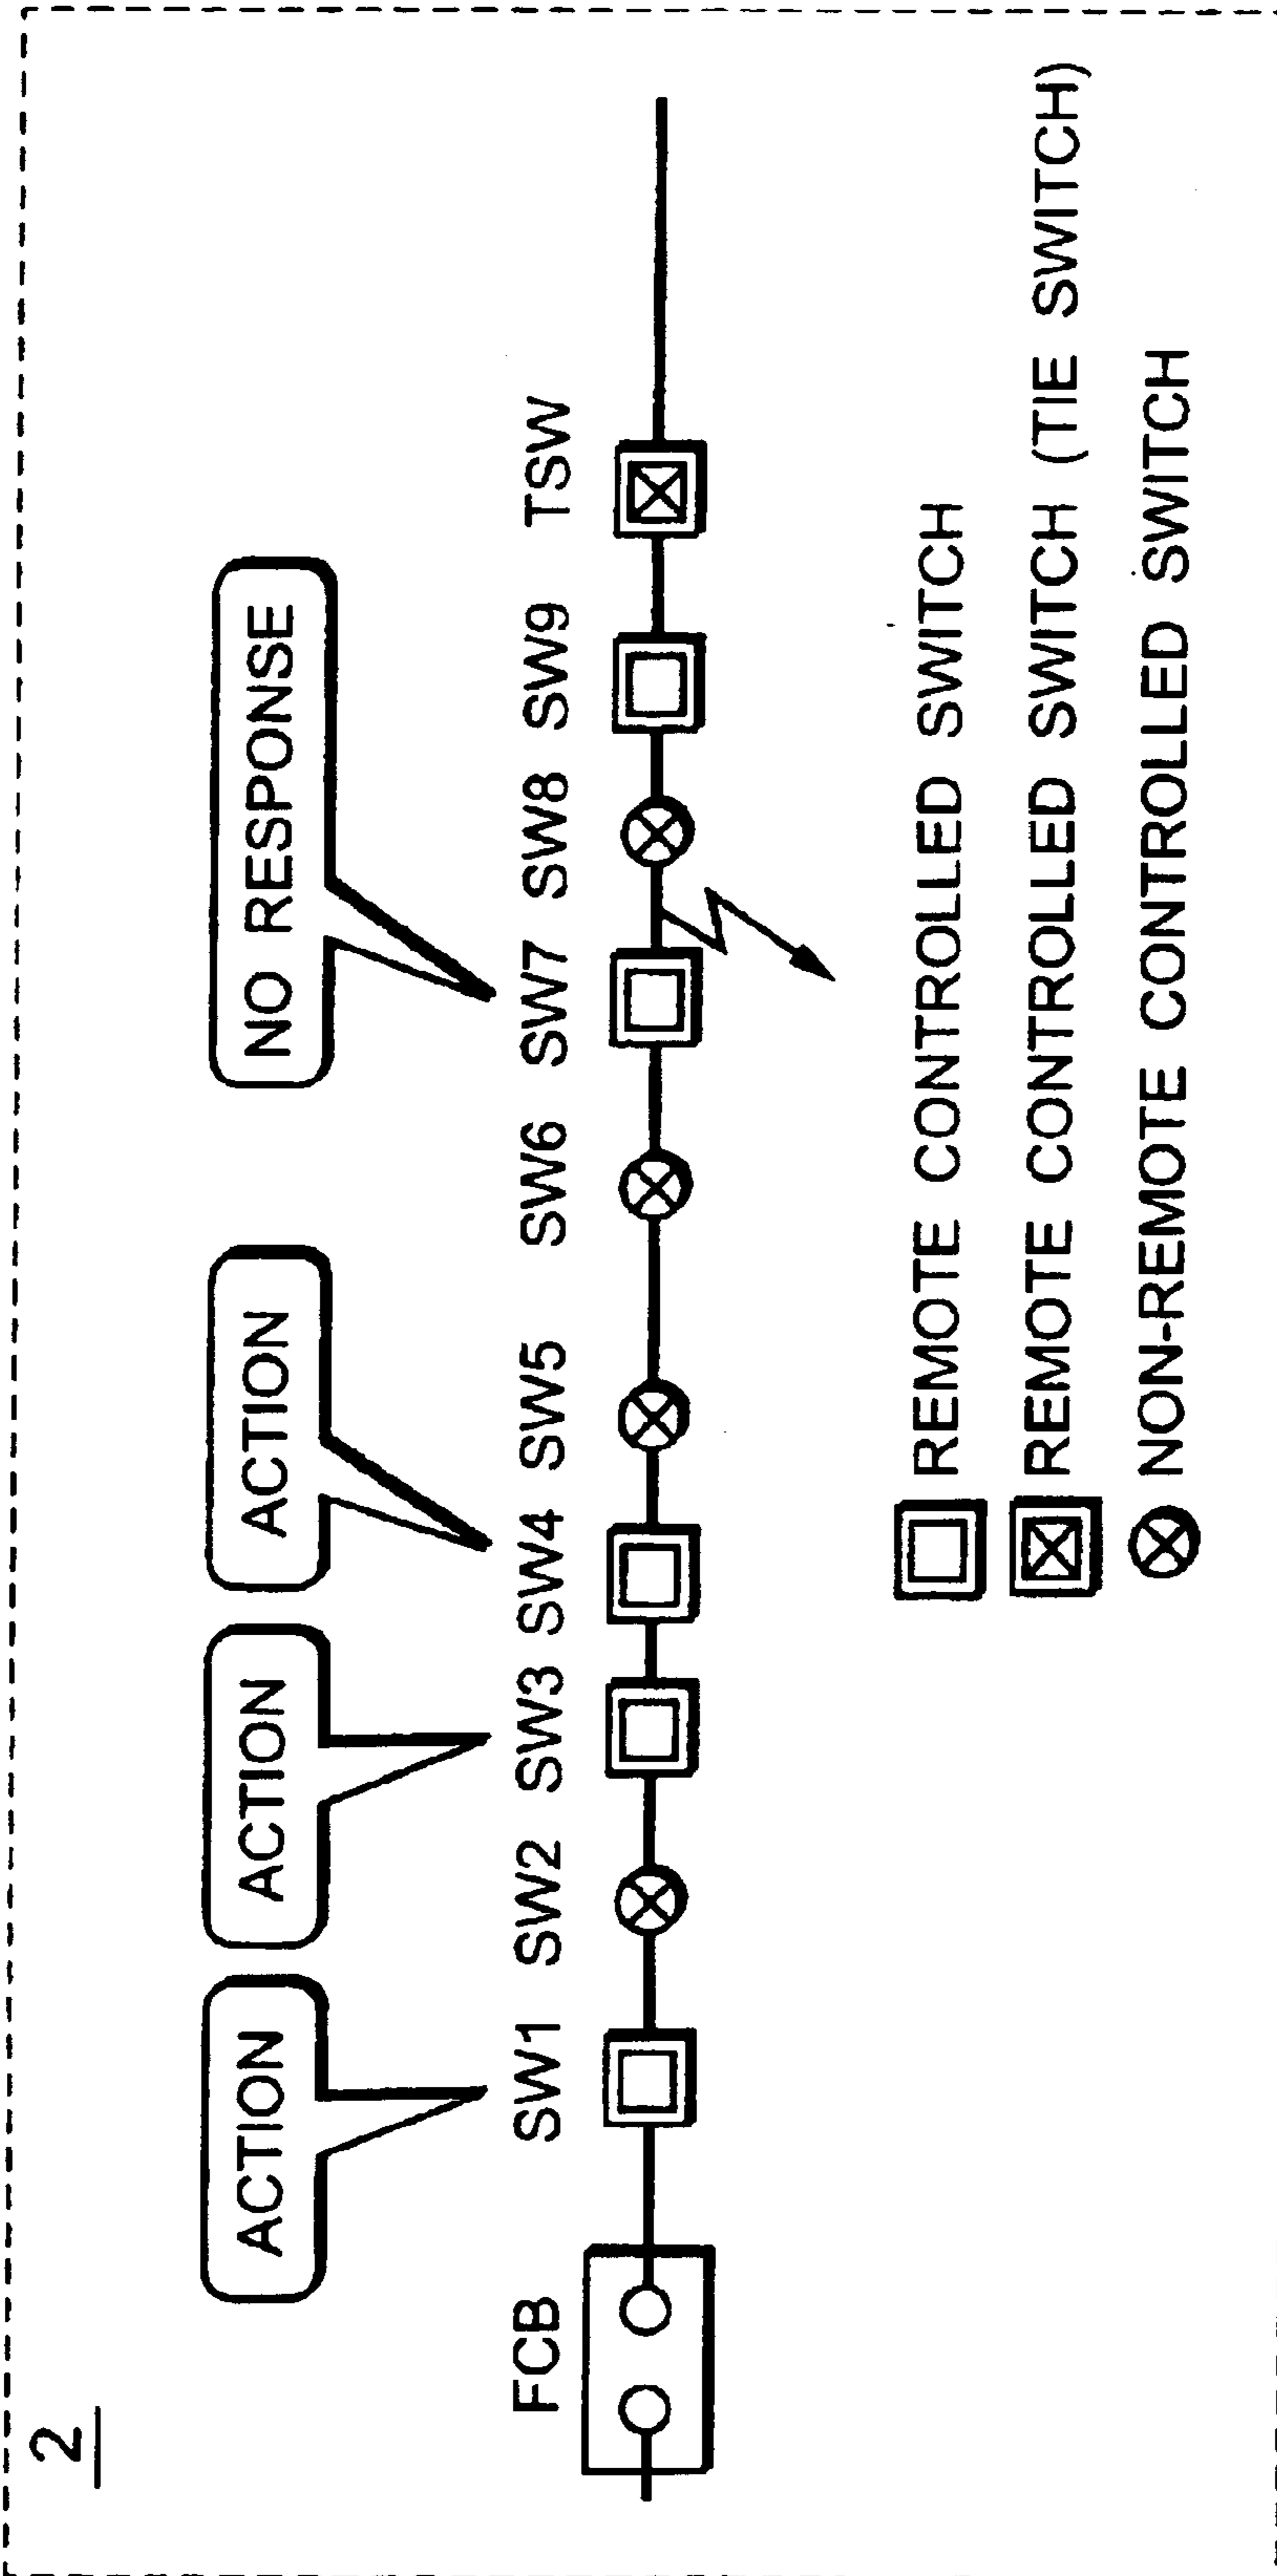 2
ACTION
ACTION
ACTION
NO RESPONSE
FCB
SW1
SW2
SW3
SW4
SW5
SW6
SW7
SW8
SW9
TSW
REMOTE CONTROLLED SWITCH
REMOTE CONTROLLED SWITCH (TIE SWITCH)
NON-REMOTE CONTROLLED SWITCH